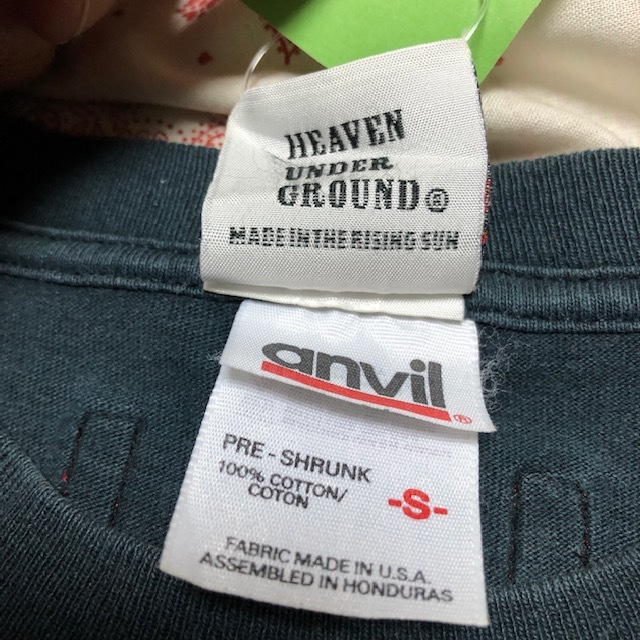 HEAVEN
UNDER
GROUND®
MADE IN THE RISING SUN
anvil®
PRE - SHRUNK
100% COTTON/
COTON
-S-
FABRIC MADE IN U.S.A.
ASSEMBLED IN HONDURAS